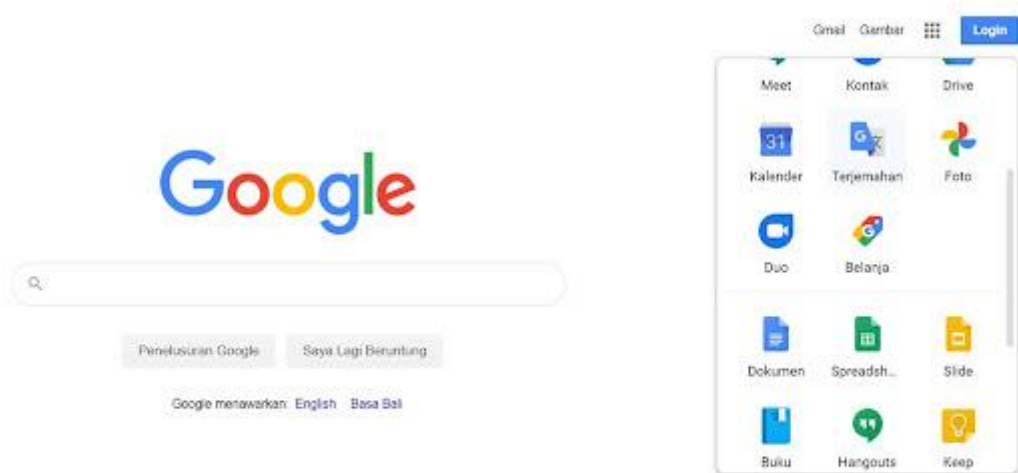 Gmail Gambar Login
Google
Penelusuran Google Saya Lagi Beruntung
Google menawarkan: English Basa Bali
Meet Kontak Drive
31 G
Kalender Terjemahan Foto
G
Duo Belanja
Dokumen Spreadsh... Slide
Buku Hangouts Keep